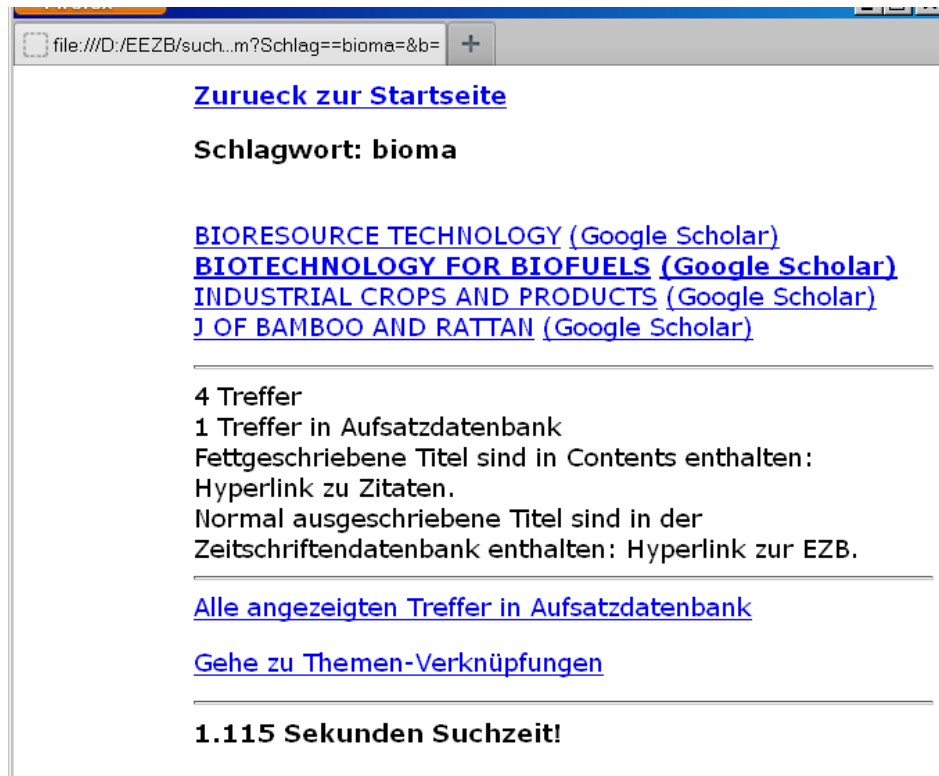 file:///D:/EEZB/such...m?Schlag==bioma=&b=
Zurueck zur Startseite
Schlagwort: bioma
BIORESOURCE TECHNOLOGY (Google Scholar)
BIOTECHNOLOGY FOR BIOFUELS (Google Scholar)
INDUSTRIAL CROPS AND PRODUCTS (Google Scholar)
J OF BAMBOO AND RATTAN (Google Scholar)
4 Treffer
1 Treffer in Aufsatzdatenbank
Fettgeschriebene Titel sind in Contents enthalten:
Hyperlink zu Zitaten.
Normal ausgeschriebene Titel sind in der
Zeitschriftendatenbank enthalten: Hyperlink zur EZB.
Alle angezeigten Treffer in Aufsatzdatenbank
Gehe zu Themen-Verknüpfungen
1.115 Sekunden Suchzeit!